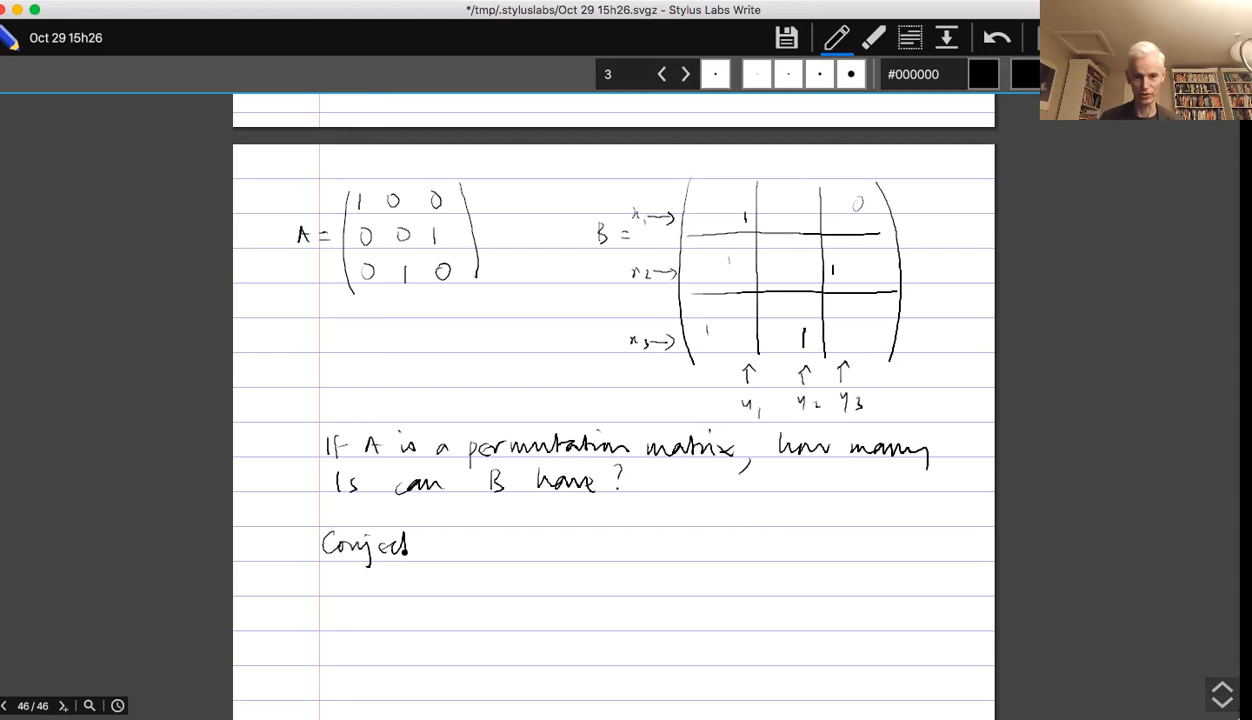 */tmp/.styluslabs/Oct 29 15h26.svgz - Stylus Labs Write
Oct 29 15h26
3
#000000
A = ( 1 0 0
0 0 1
0 1 0 )
B =
x1 → 1 0
x2 → 1 1
x3 → 1 1
↑ ↑ ↑
y1 y2 y3
If A is a permutation matrix, how many
1s can B have?
Conject
46/46